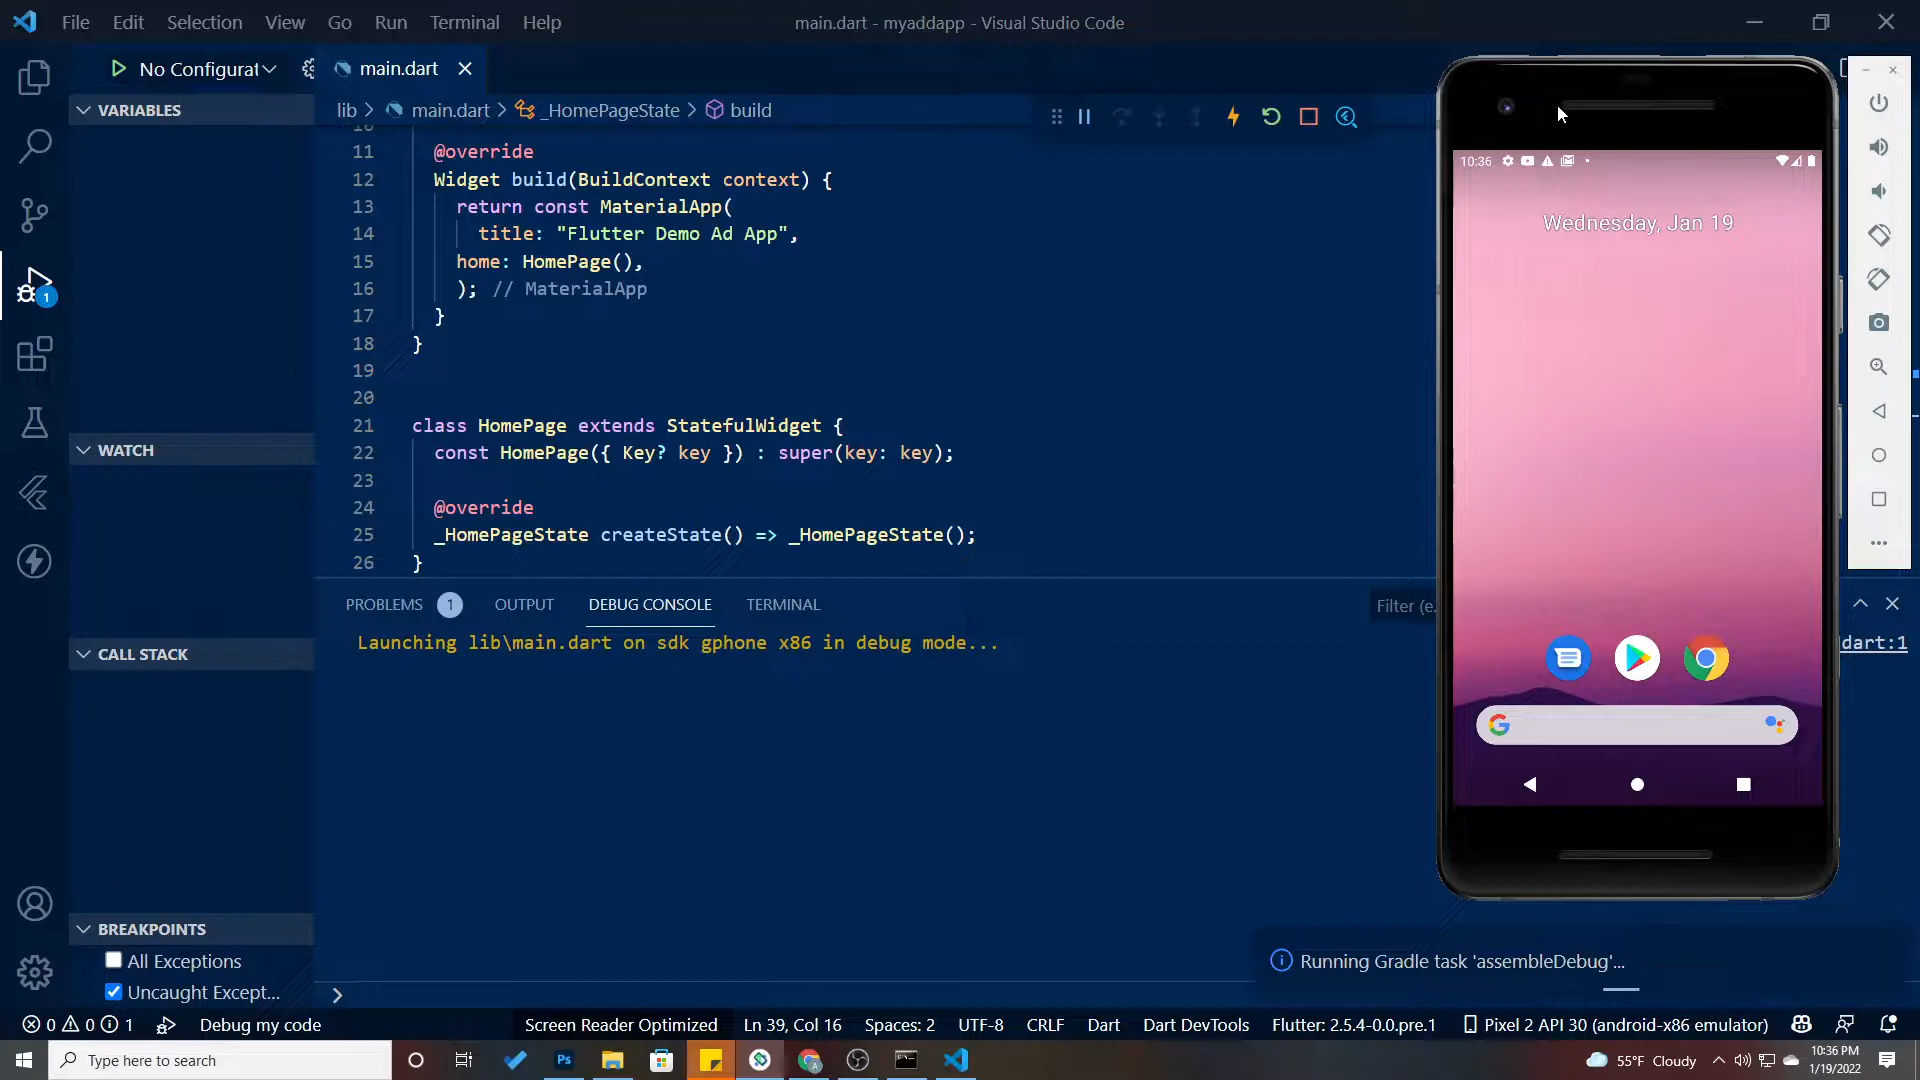 File Edit Selection View Go Run Terminal Help
main.dart - myaddapp - Visual Studio Code
No Configurat
main.dart
VARIABLES
lib > main.dart > _HomePageState > build
11 @override
12 Widget build(BuildContext context) {
13 return const MaterialApp(
14 title: "Flutter Demo Ad App",
15 home: HomePage(),
16 ); // MaterialApp
17 }
18 }
19
20
21 class HomePage extends StatefulWidget {
22 const HomePage({ Key? key }) : super(key: key);
23
24 @override
25 _HomePageState createState() => _HomePageState();
26 }
WATCH
CALL STACK
BREAKPOINTS
All Exceptions
Uncaught Except...
1
PROBLEMS 1 OUTPUT DEBUG CONSOLE TERMINAL
Filter (e.
Launching lib\main.dart on sdk gphone x86 in debug mode...
dart:1
10:36
Wednesday, Jan 19
Running Gradle task 'assembleDebug'...
0 0 1 Debug my code
Screen Reader Optimized Ln 39, Col 16 Spaces: 2 UTF-8 CRLF Dart Dart DevTools Flutter: 2.5.4-0.0.pre.1 Pixel 2 API 30 (android-x86 emulator)
Type here to search
Ps
55°F Cloudy
10:36 PM
1/19/2022